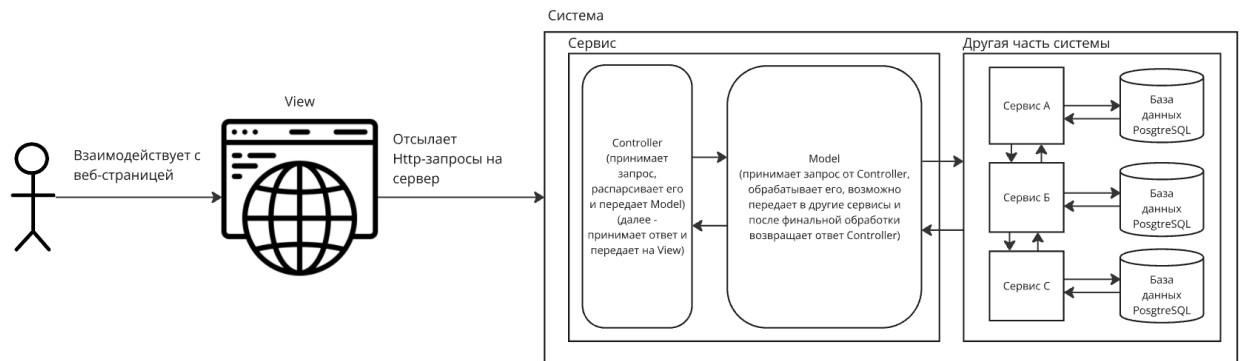 Система
Сервис
Другая часть системы
View
Взаимодействует с
веб-страницей
Отсылает
Http-запросы на
сервер
Controller
(принимает
запрос,
распарсивает его
и передает Model)
(далее -
принимает ответ и
передает на View)
Model
(принимает запрос от Controller,
обрабатывает его, возможно
передает в другие сервисы и
после финальной обработки
возвращает ответ Controller)
Сервис А
База
данных
PosgtreSQL
Сервис Б
База
данных
PosgtreSQL
Сервис С
База
данных
PosgtreSQL